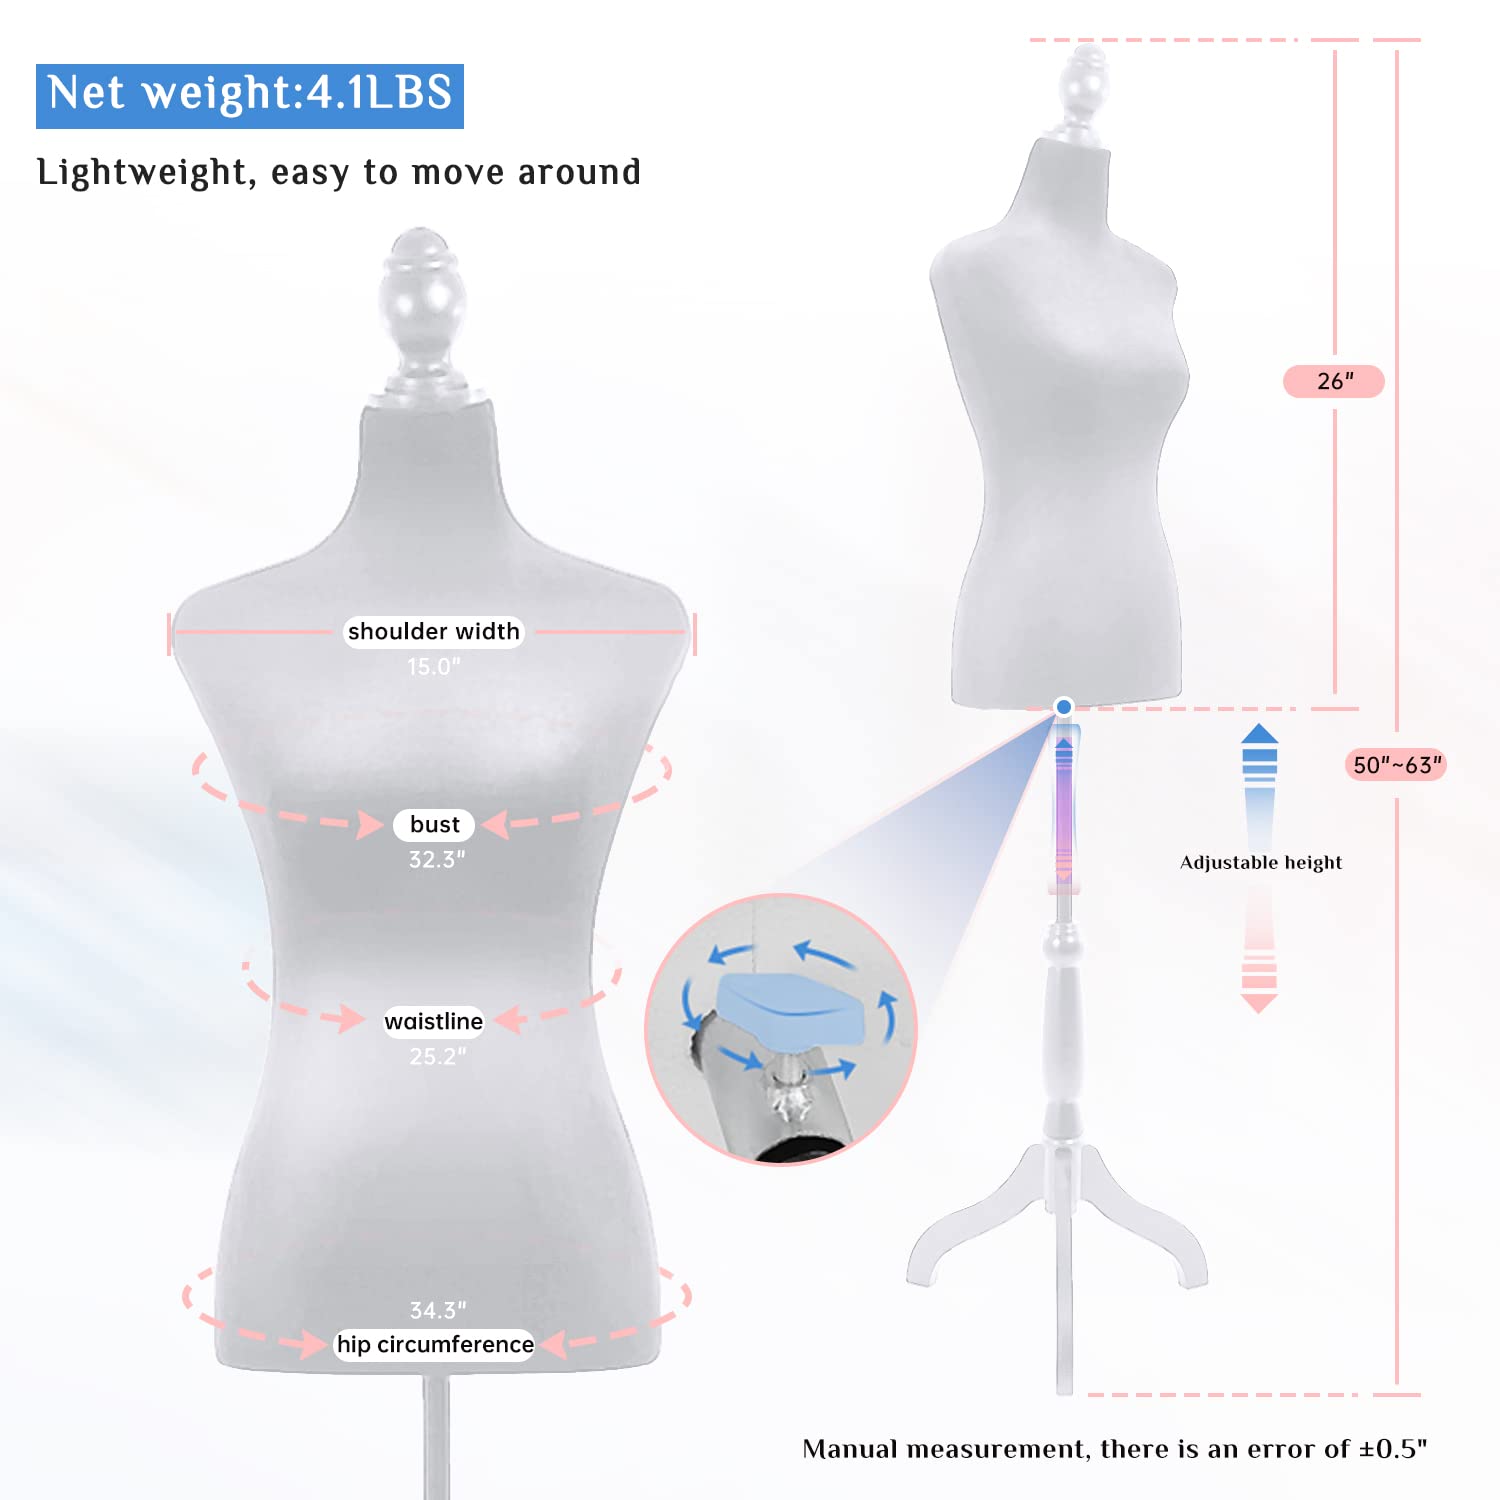 Net weight:4.1LBS
Lightweight, easy to move around
26"
shoulder width
15.0"
50"~63"
bust
32.3"
Adjustable height
waistline
25.2"
34.3"
hip circumference
Manual measurement, there is an error of ±0.5"